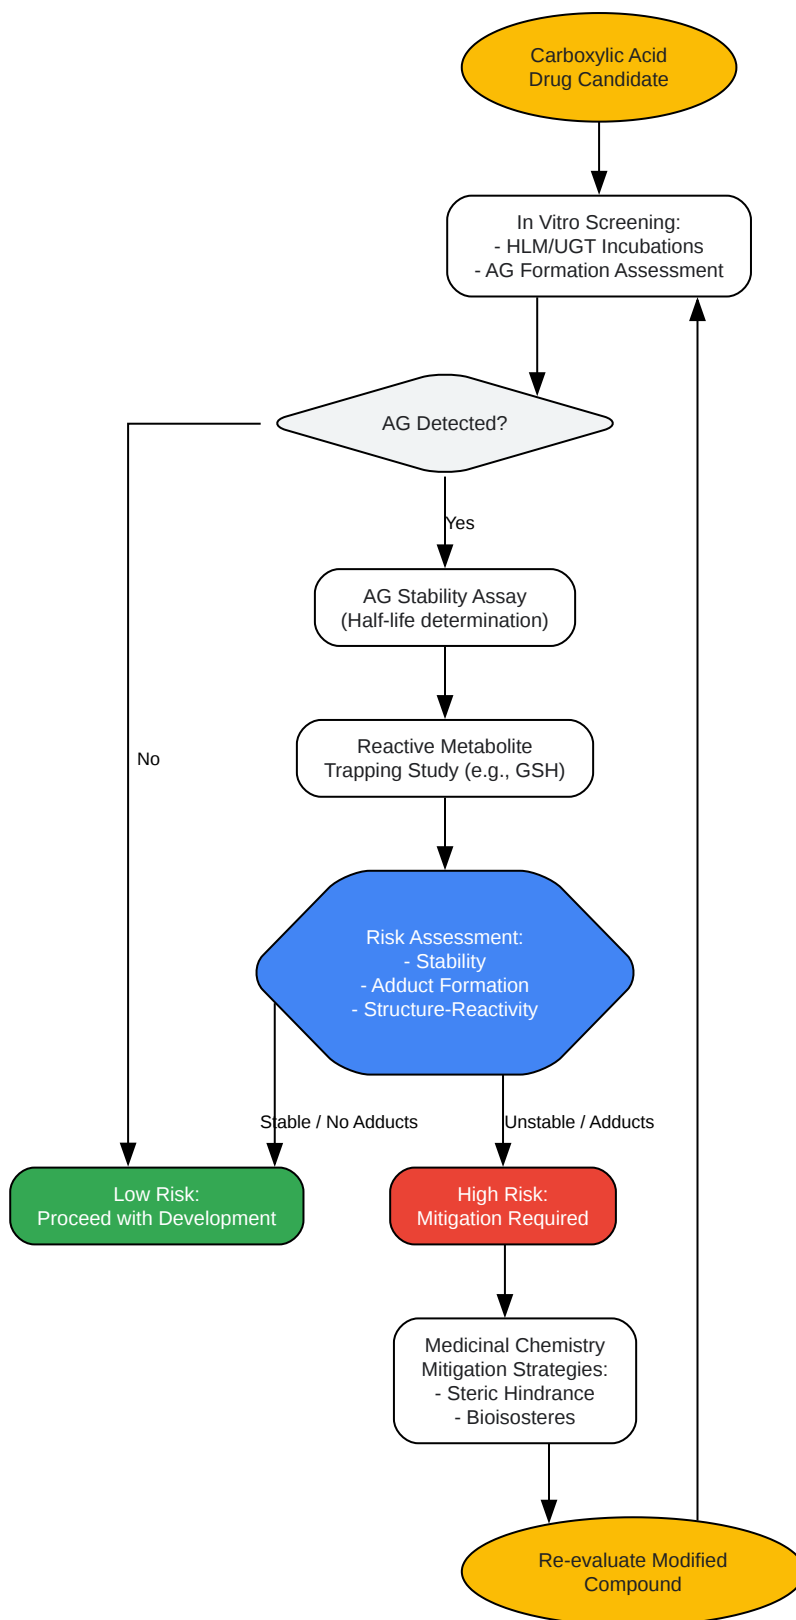 Carboxylic Acid
Drug Candidate
In Vitro Screening:
- HLM/UGT Incubations
- AG Formation Assessment
AG Detected?
Yes
AG Stability Assay
(Half-life determination)
Reactive Metabolite
Trapping Study (e.g., GSH)
No
Risk Assessment:
- Stability
- Adduct Formation
- Structure-Reactivity
Stable / No Adducts
Unstable / Adducts
Low Risk:
Proceed with Development
High Risk:
Mitigation Required
Medicinal Chemistry
Mitigation Strategies:
- Steric Hindrance
- Bioisosteres
Re-evaluate Modified
Compound